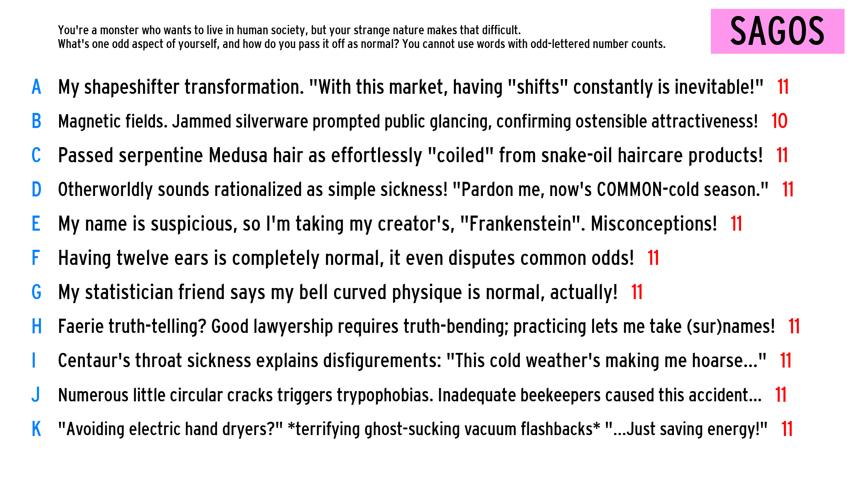 You're a monster who wants to live in human society, but your strange nature makes that difficult.
What's one odd aspect of yourself, and how do you pass it off as normal? You cannot use words with odd-lettered number counts.
SAGOS
A My shapeshifter transformation. "With this market, having "shifts" constantly is inevitable!" 11
B Magnetic fields. Jammed silverware prompted public glancing, confirming ostensible attractiveness! 10
C Passed serpentine Medusa hair as effortlessly "coiled" from snake-oil haircare products! 11
D Otherworldly sounds rationalized as simple sickness! "Pardon me, now's COMMON-cold season." 11
E My name is suspicious, so I'm taking my creator's, "Frankenstein". Misconceptions! 11
F Having twelve ears is completely normal, it even disputes common odds! 11
G My statistician friend says my bell curved physique is normal, actually! 11
H Faerie truth-telling? Good lawyership requires truth-bending; practicing lets me take (sur)names! 11
I Centaur's throat sickness explains disfigurements: "This cold weather's making me hoarse..." 11
J Numerous little circular cracks triggers trypophobias. Inadequate beekeepers caused this accident... 11
K "Avoiding electric hand dryers?" *terrifying ghost-sucking vacuum flashbacks* "...Just saving energy!" 11